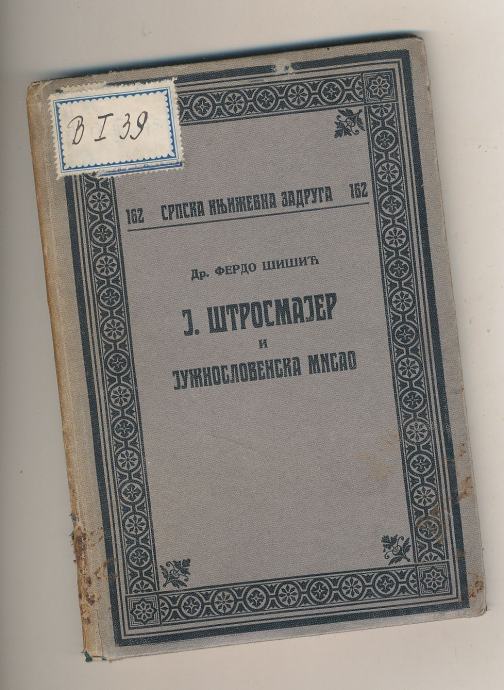 В I 39
162 СРПСКА КЊИЖЕВНА ЗАДРУГА 162
Др. ФЕРДО ШИШИЋ
Ј. ШТРОСМАЈЕР
И
ЈУЖНОСЛОВЕНСКА МИСАО